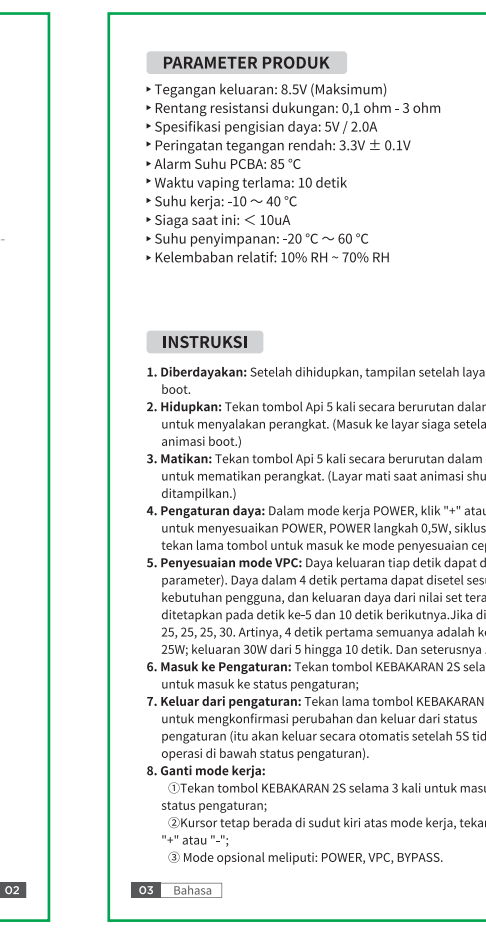 PARAMETER PRODUK
‣ Tegangan keluaran: 8.5V (Maksimum)
‣ Rentang resistansi dukungan: 0,1 ohm - 3 ohm
‣ Spesifikasi pengisian daya: 5V / 2.0A
‣ Peringatan tegangan rendah: 3.3V ± 0.1V
‣ Alarm Suhu PCBA: 85 °C
‣ Waktu vaping terlama: 10 detik
‣ Suhu kerja: -10 ～ 40 °C
‣ Siaga saat ini: ＜ 10uA
‣ Suhu penyimpanan: -20 °C ～ 60 °C
‣ Kelembaban relatif: 10% RH ~ 70% RH
INSTRUKSI
1. Diberdayakan: Setelah dihidupkan, tampilan setelah laya
boot.
2. Hidupkan: Tekan tombol Api 5 kali secara berurutan dalam
untuk menyalakan perangkat. (Masuk ke layar siaga setela
animasi boot.)
3. Matikan: Tekan tombol Api 5 kali secara berurutan dalam
untuk mematikan perangkat. (Layar mati saat animasi shu
ditampilkan.)
4. Pengaturan daya: Dalam mode kerja POWER, klik "+" atau
untuk menyesuaikan POWER, POWER langkah 0,5W, siklus
tekan lama tombol untuk masuk ke mode penyesuaian cep
5. Penyesuaian mode VPC: Daya keluaran tiap detik dapat d
parameter). Daya dalam 4 detik pertama dapat disetel sesu
kebutuhan pengguna, dan keluaran daya dari nilai set tera
ditetapkan pada detik ke-5 dan 10 detik berikutnya.Jika di
25, 25, 25, 30. Artinya, 4 detik pertama semuanya adalah ke
25W; keluaran 30W dari 5 hingga 10 detik. Dan seterusnya .
6. Masuk ke Pengaturan: Tekan tombol KEBAKARAN 2S sela
untuk masuk ke status pengaturan;
7. Keluar dari pengaturan: Tekan lama tombol KEBAKARAN
untuk mengkonfirmasi perubahan dan keluar dari status
pengaturan (itu akan keluar secara otomatis setelah 5S tid
operasi di bawah status pengaturan).
8. Ganti mode kerja:
①Tekan tombol KEBAKARAN 2S selama 3 kali untuk masu
status pengaturan;
②Kursor tetap berada di sudut kiri atas mode kerja, tekan
"+" atau "-";
③ Mode opsional meliputi: POWER, VPC, BYPASS.
02
03 Bahasa